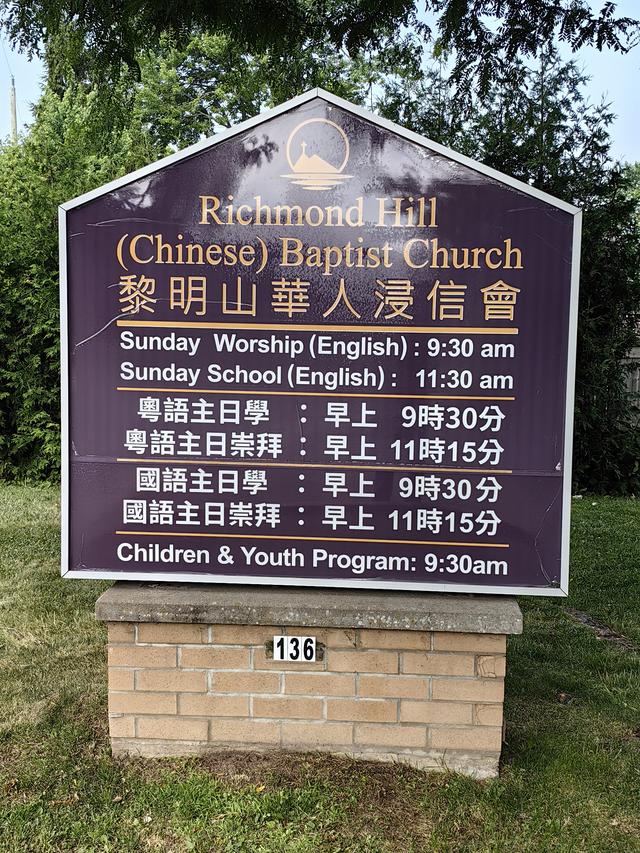 Richmond Hill
(Chinese) Baptist Church
黎明山華人浸信會
Sunday Worship (English) : 9:30 am
Sunday School (English) : 11:30 am
粵語主日學 : 早上 9時30分
粵語主日崇拜 : 早上 11時15分
國語主日學 : 早上 9時30分
國語主日崇拜 : 早上 11時15分
Children & Youth Program: 9:30am
136